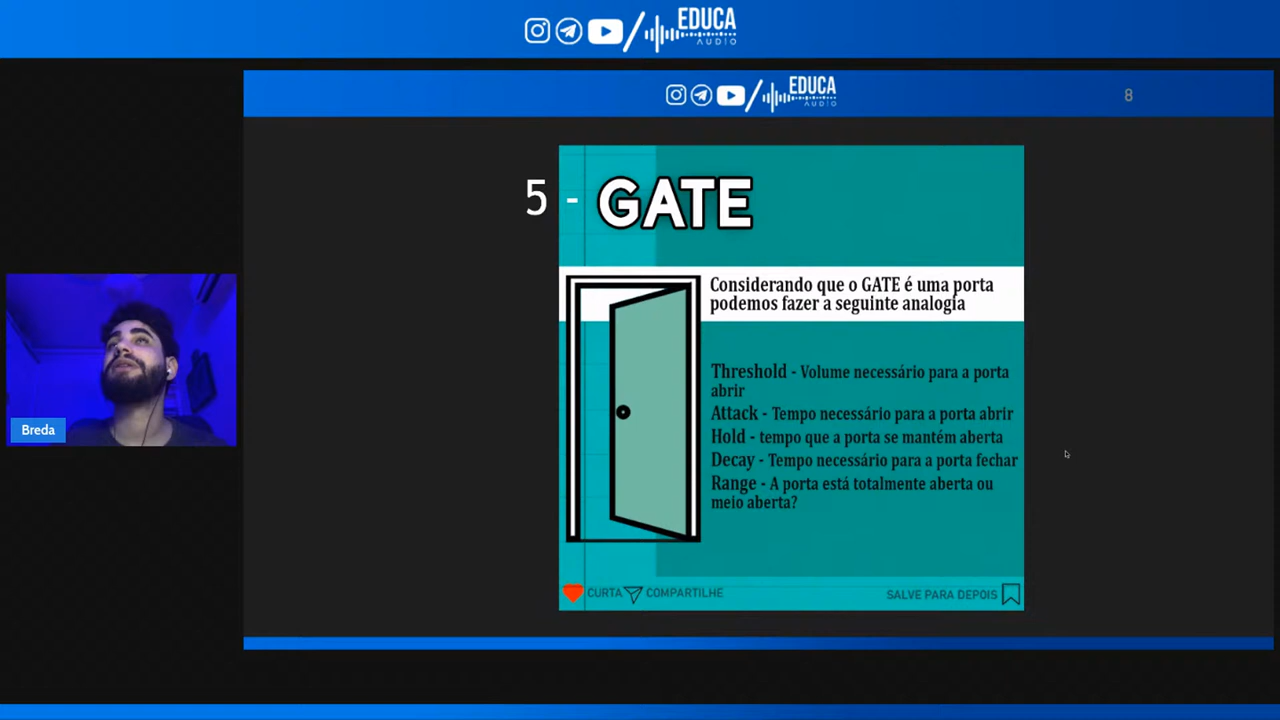 EDUCA
AUDIO
EDUCA
AUDIO
8
5 - GATE
Considerando que o GATE é uma porta
podemos fazer a seguinte analogia
Threshold - Volume necessário para a porta
abrir
Attack - Tempo necessário para a porta abrir
Hold - tempo que a porta se mantém aberta
Decay - Tempo necessário para a porta fechar
Range - A porta está totalmente aberta ou
meio aberta?
Breda
CURTA COMPARTILHE SALVE PARA DEPOIS